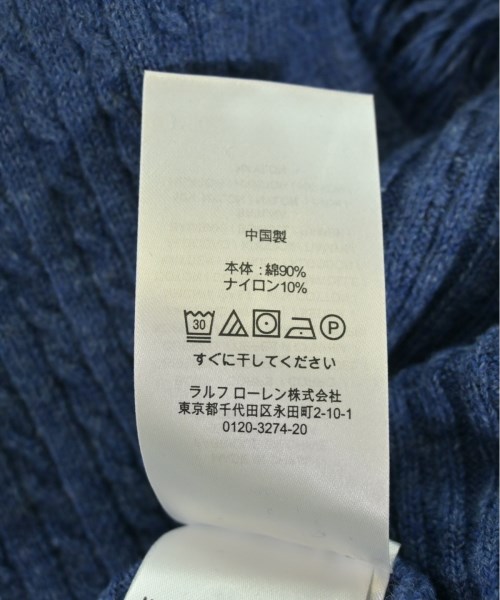 中国製
本体 : 綿90%
ナイロン10%
30 P
すぐに干してください
ラルフ ローレン株式会社
東京都千代田区永田町2-10-1
0120-3274-20